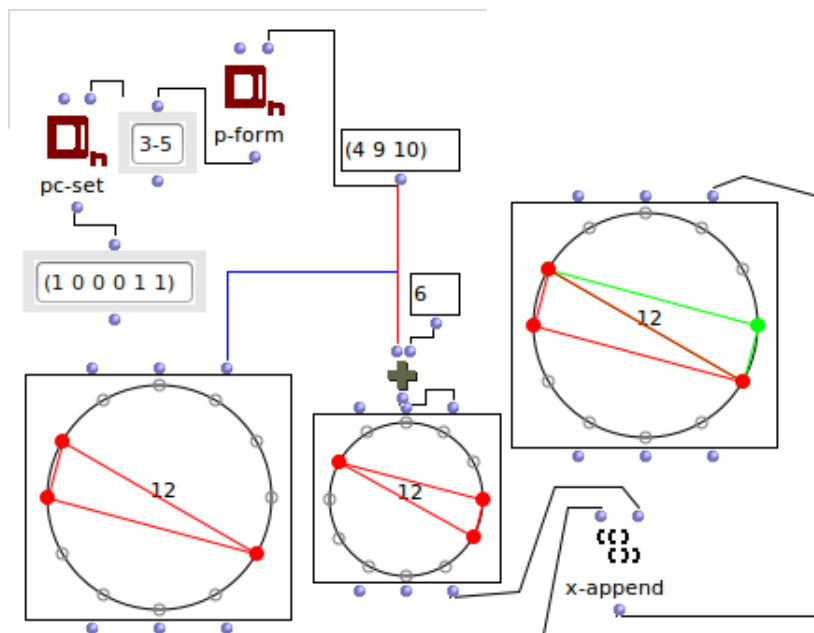 3-5
p-form
(4 9 10)
pc-set
(1 0 0 0 1 1)
6
12
12
12
x-append